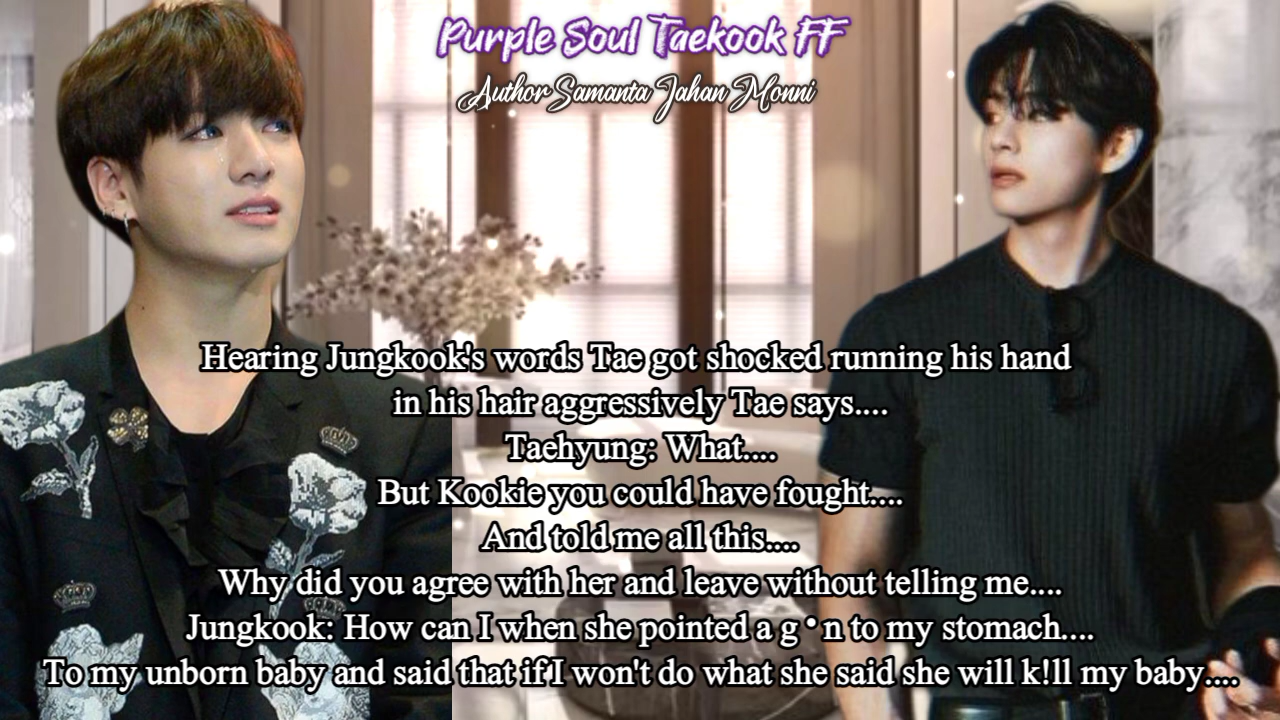 Purple Soul Taekook FF
Author Samanta Jahan Monni
Hearing Jungkook's words Tae got shocked running his hand
in his hair aggressively Tae says....
Taehyung: What....
But Kookie you could have fought....
And told me all this....
Why did you agree with her and leave without telling me....
Jungkook: How can I when she pointed a g•n to my stomach....
To my unborn baby and said that if I won't do what she said she will k!ll my baby....